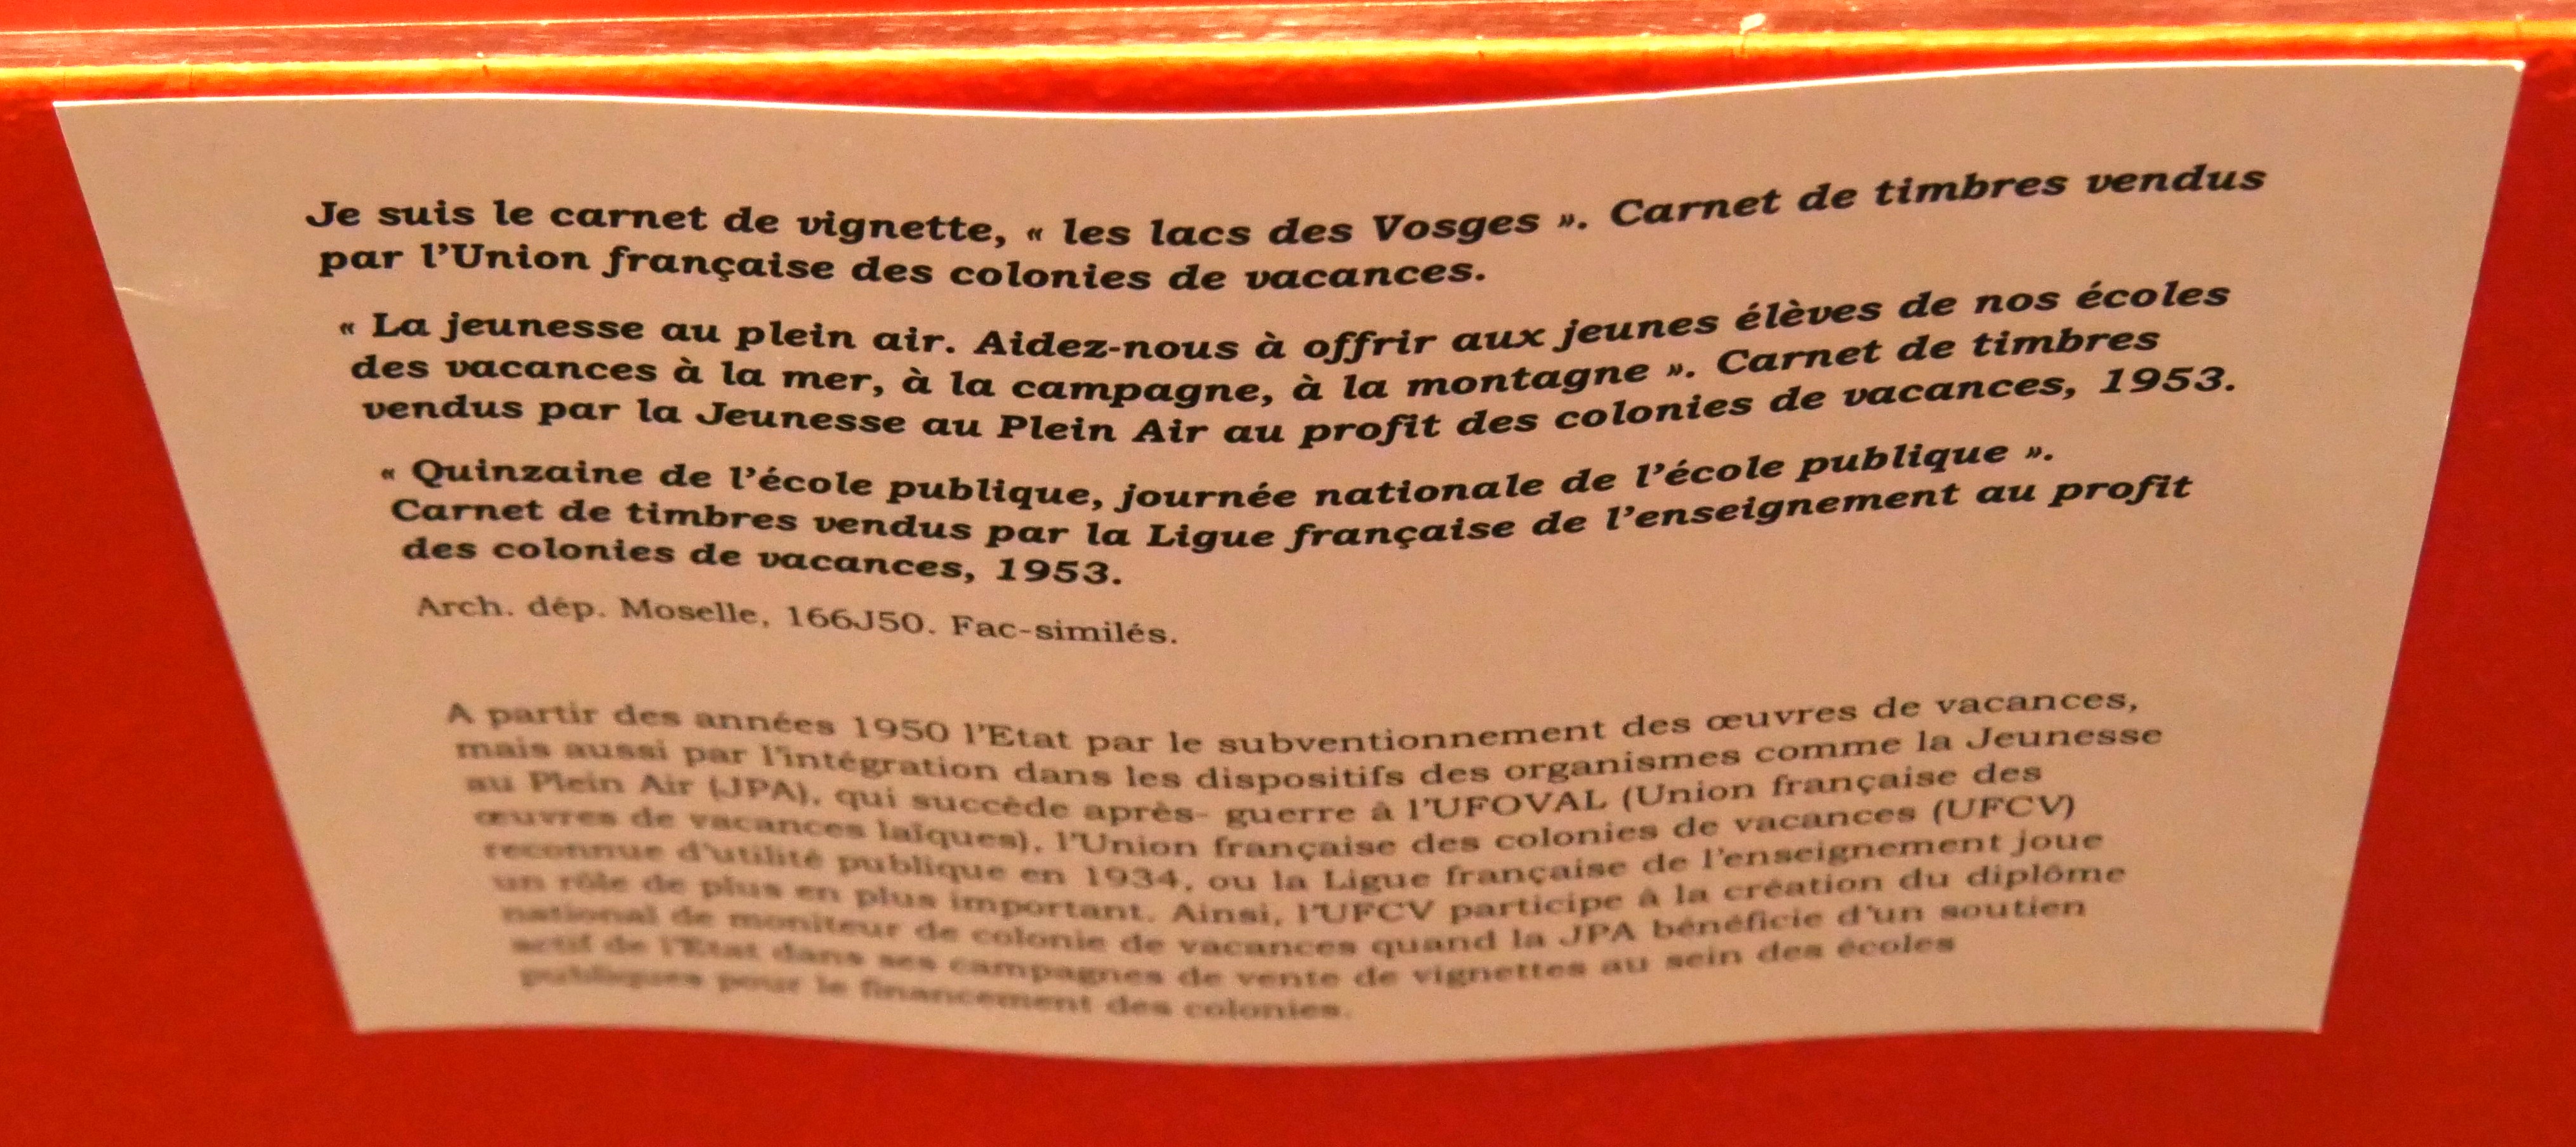 Je suis le carnet de vignette, « les lacs des Vosges ». Carnet de timbres vendus
par l'Union française des colonies de vacances.
« La jeunesse au plein air. Aidez-nous à offrir aux jeunes élèves de nos écoles
des vacances à la mer, à la campagne, à la montagne ». Carnet de timbres
vendus par la Jeunesse au Plein Air au profit des colonies de vacances, 1953.
« Quinzaine de l'école publique, journée nationale de l'école publique ».
Carnet de timbres vendus par la Ligue française de l'enseignement au profit
des colonies de vacances, 1953.
Arch. dép. Moselle, 166J50. Fac-similés.
A partir des années 1950 l'Etat par le subventionnement des œuvres de vacances,
mais aussi par l'intégration dans les dispositifs des organismes comme la Jeunesse
au Plein Air (JPA), qui succède après- guerre à l'UFOVAL (Union française des
œuvres de vacances laïques), l'Union française des colonies de vacances (UFCV)
reconnue d'utilité publique en 1934, ou la Ligue française de l'enseignement joue
un rôle de plus en plus important. Ainsi, l'UFCV participe à la création du diplôme
national de moniteur de colonie de vacances quand la JPA bénéficie d'un soutien
actif de l'Etat dans ses campagnes de vente de vignettes au sein des écoles
publiques pour le financement des colonies.